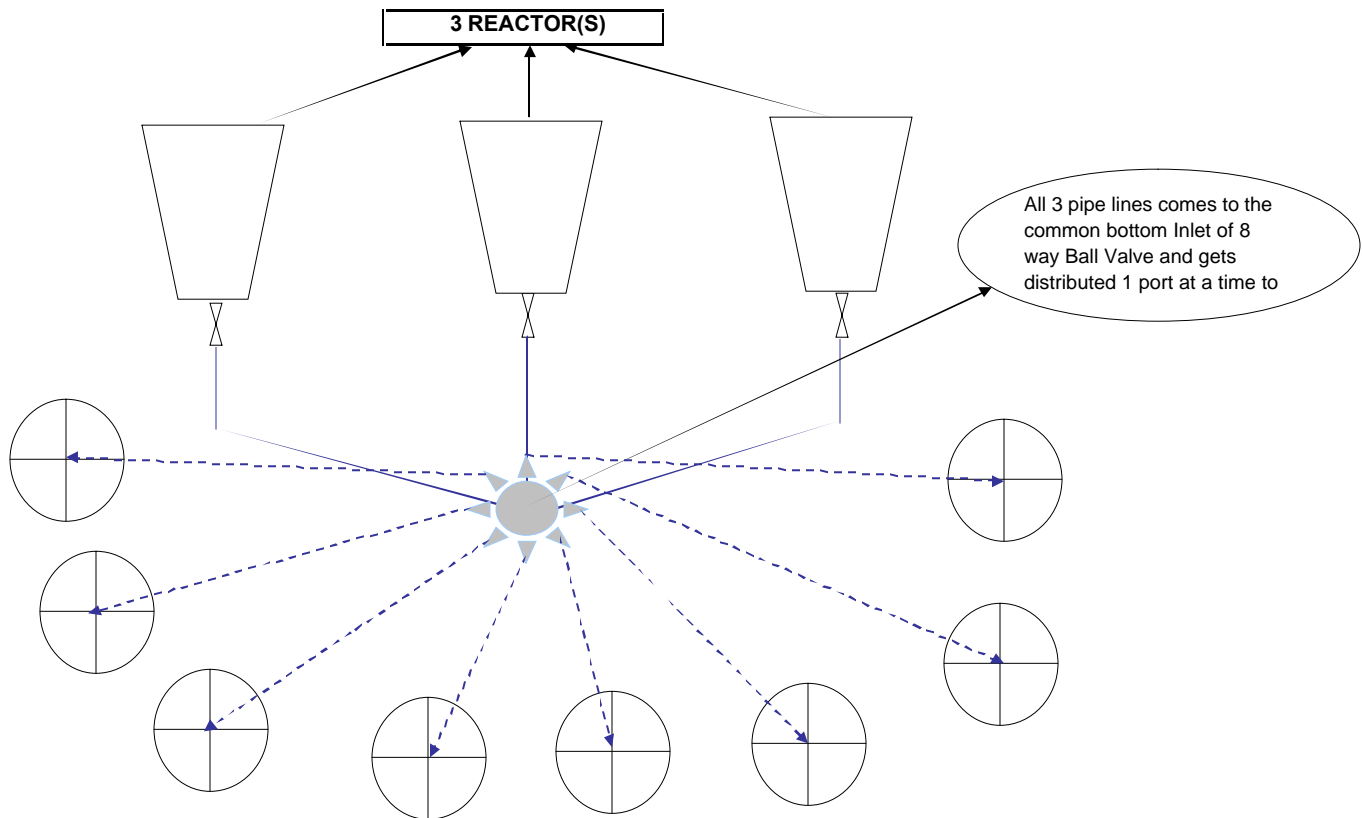 3 REACTOR(S)
All 3 pipe lines comes to the
common bottom Inlet of 8
way Ball Valve and gets
distributed 1 port at a time to